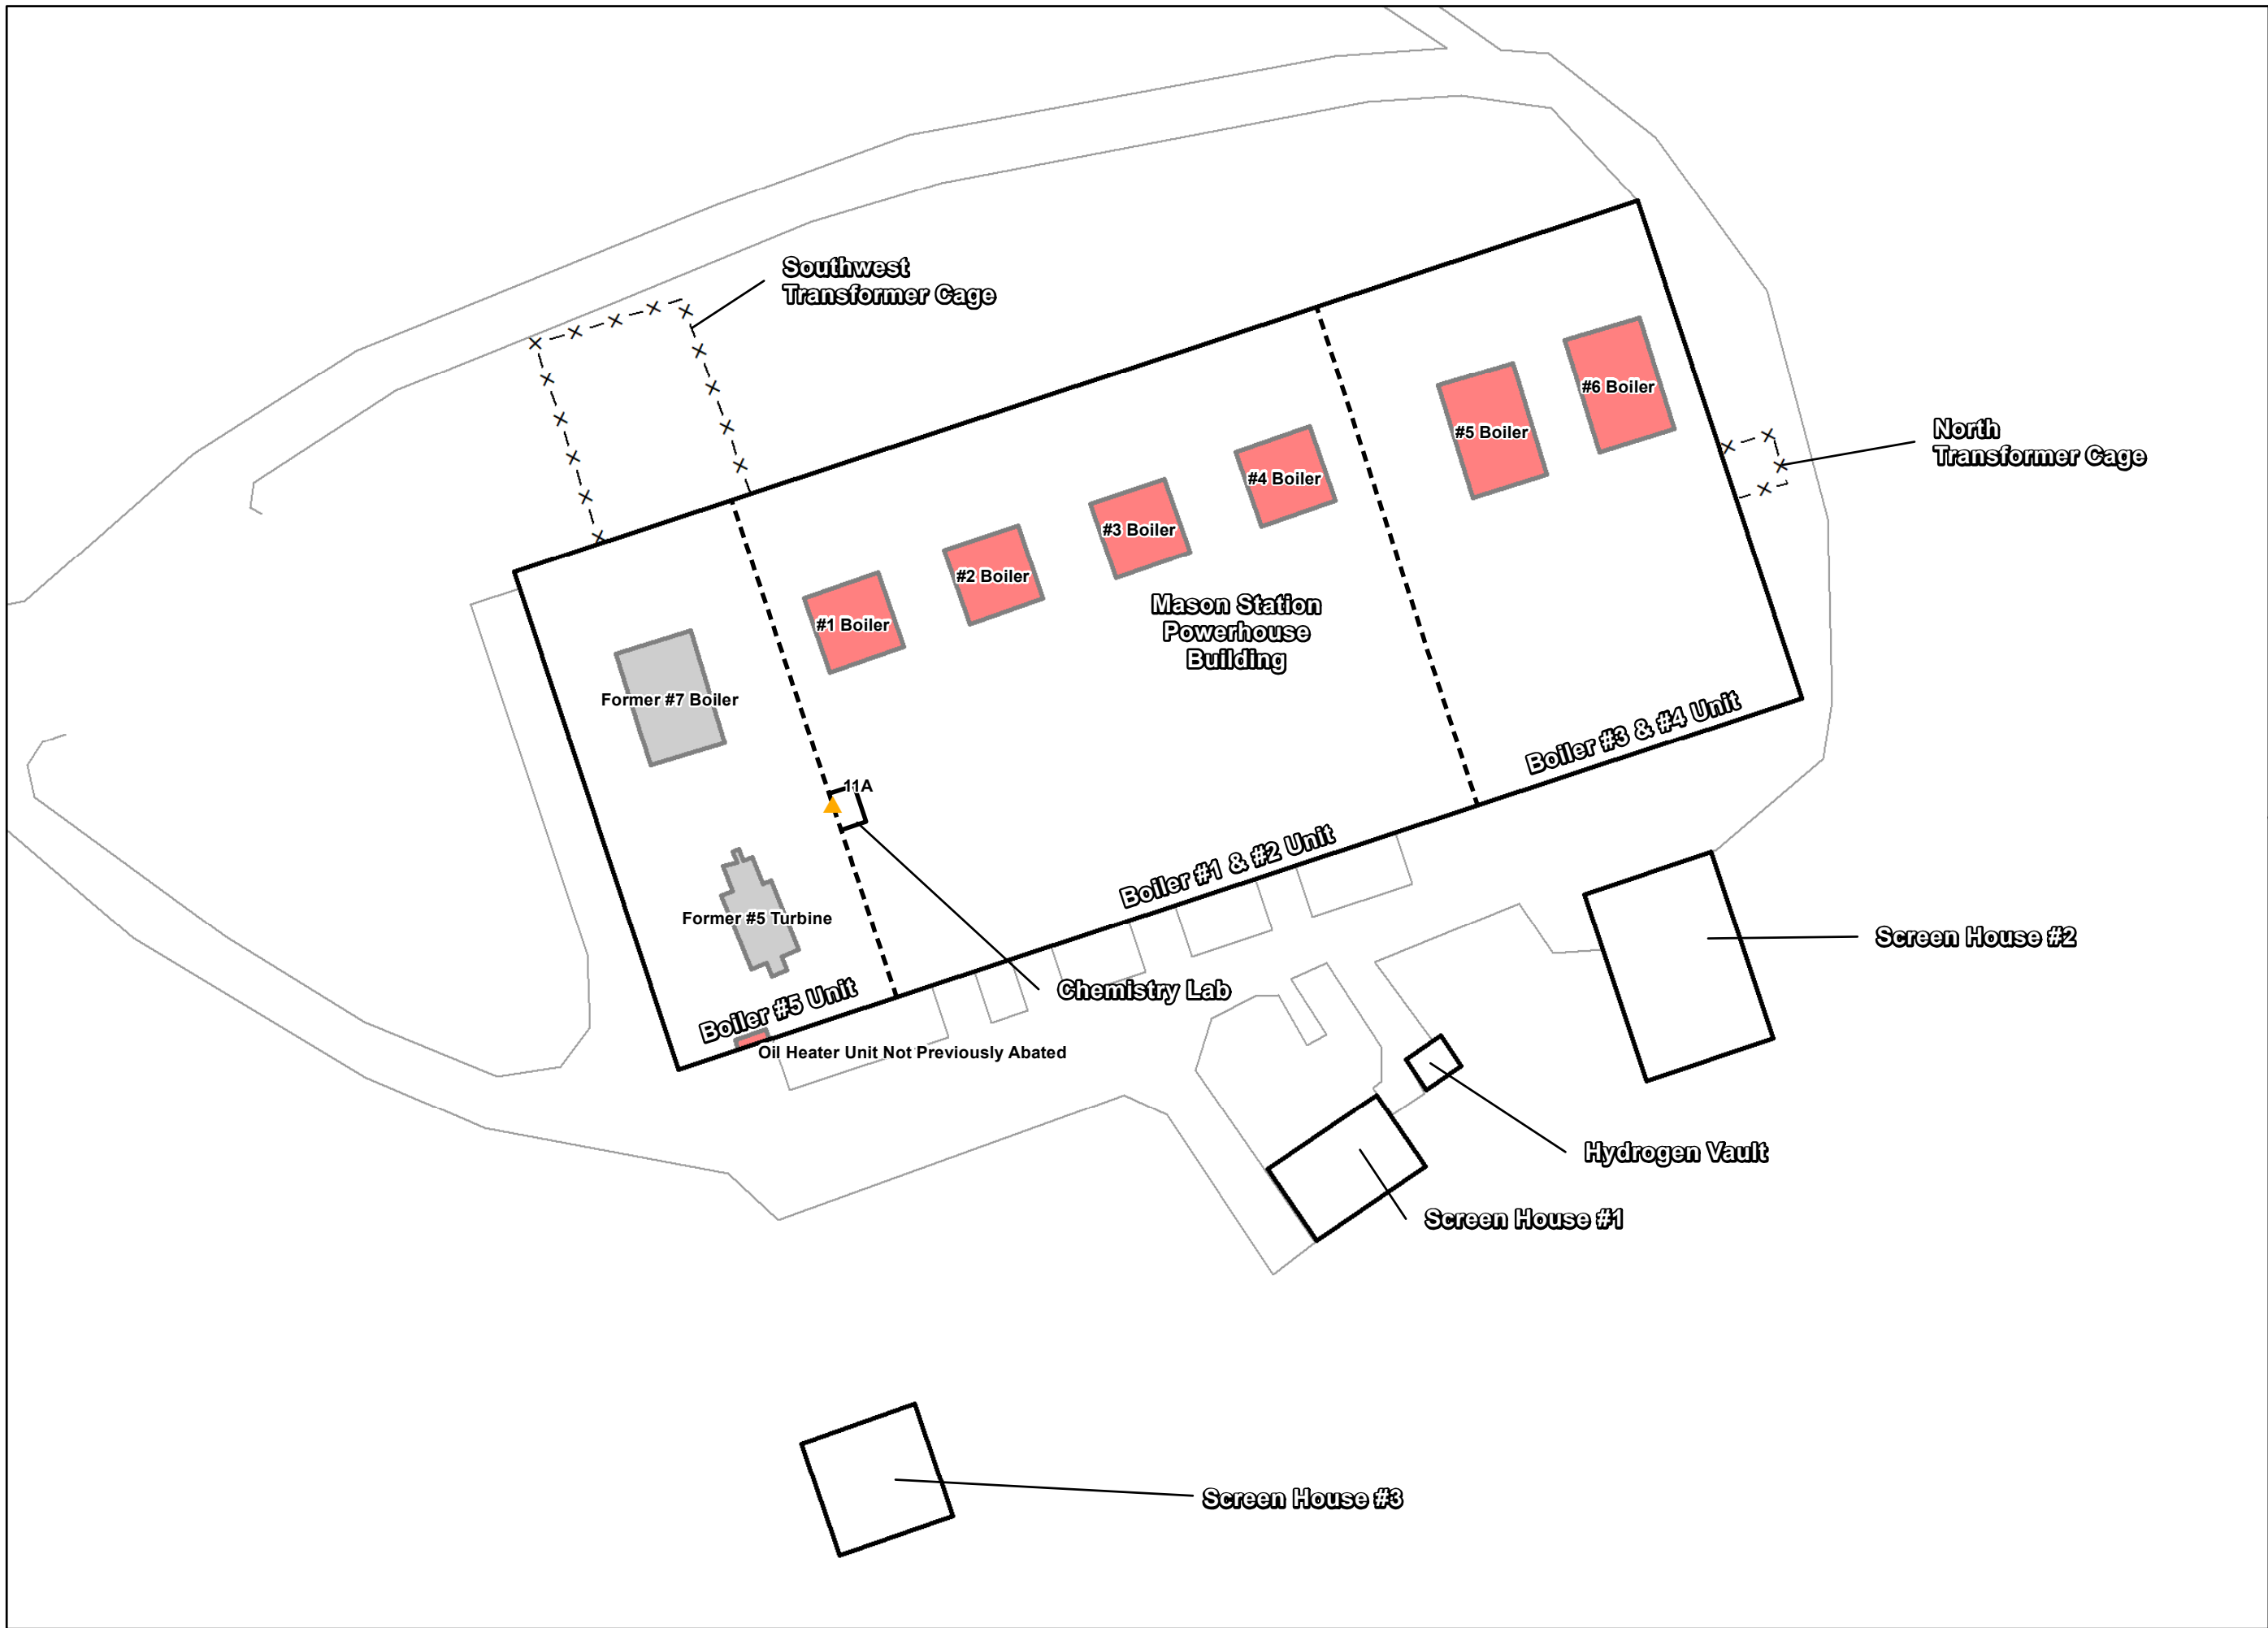 Southwest
Transformer Cage
#6 Boiler
#5 Boiler
North
Transformer Cage
#4 Boiler
#3 Boiler
#2 Boiler
#1 Boiler
Mason Station
Powerhouse
Building
Former #7 Boiler
Boiler #3 & #4 Unit
11A
Boiler #1 & #2 Unit
Former #5 Turbine
Screen House #2
Chemistry Lab
Boiler #5 Unit
Oil Heater Unit Not Previously Abated
Hydrogen Vault
Screen House #1
Screen House #3